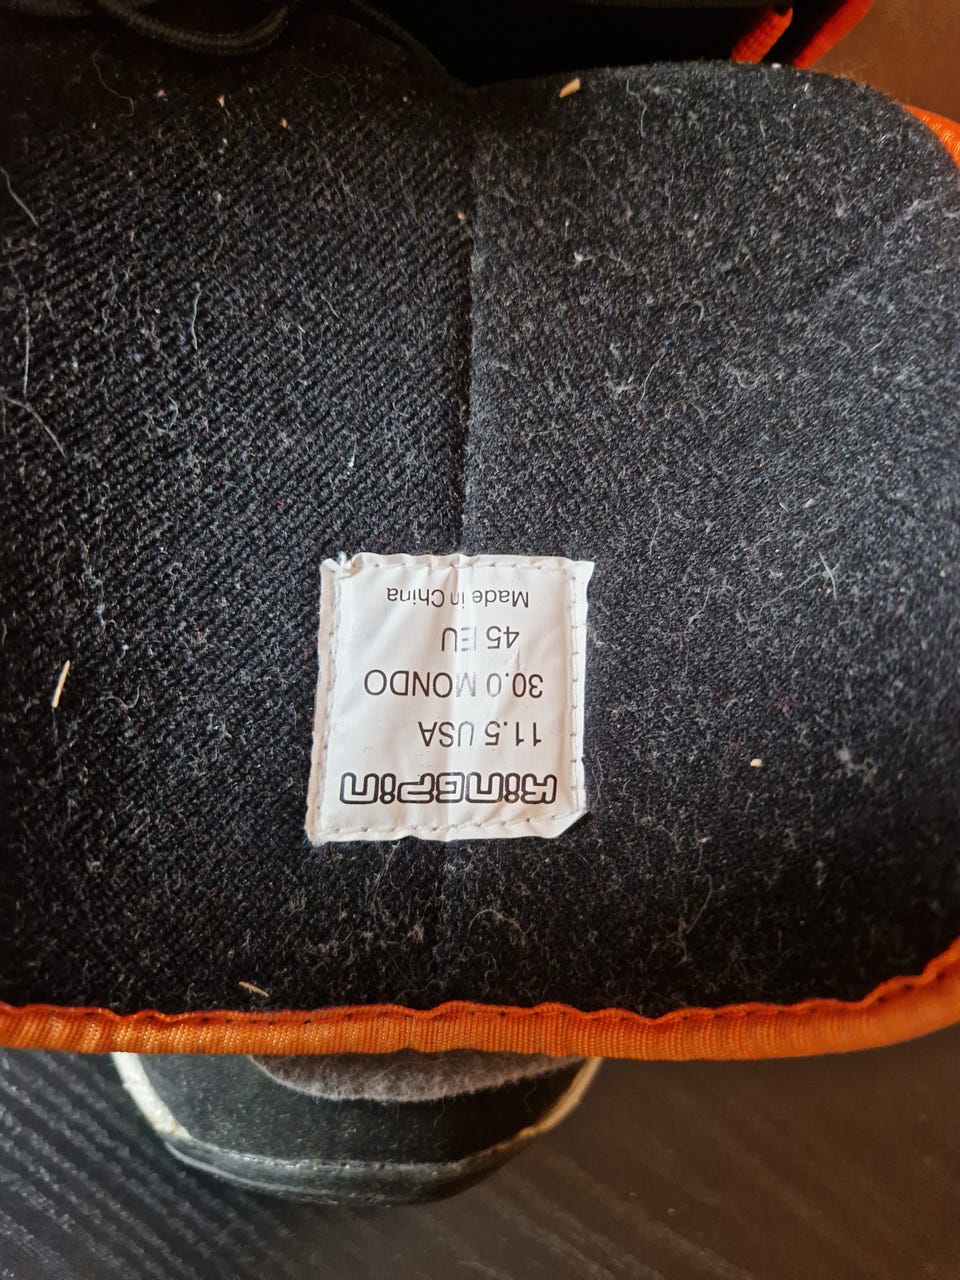 KiNGPiN
11.5 USA
30.0 MONDO
45 EU
Made in China